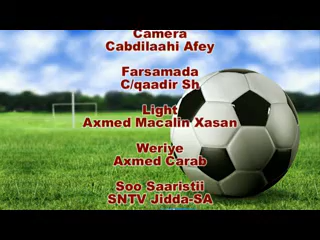 Camera
Cabdilaahi Afey
Farsamada
C/qaadir Sh
Light
Axmed Macalin Xasan
Weriye
Axmed Carab
Soo Saaristii
SNTV Jidda-SA